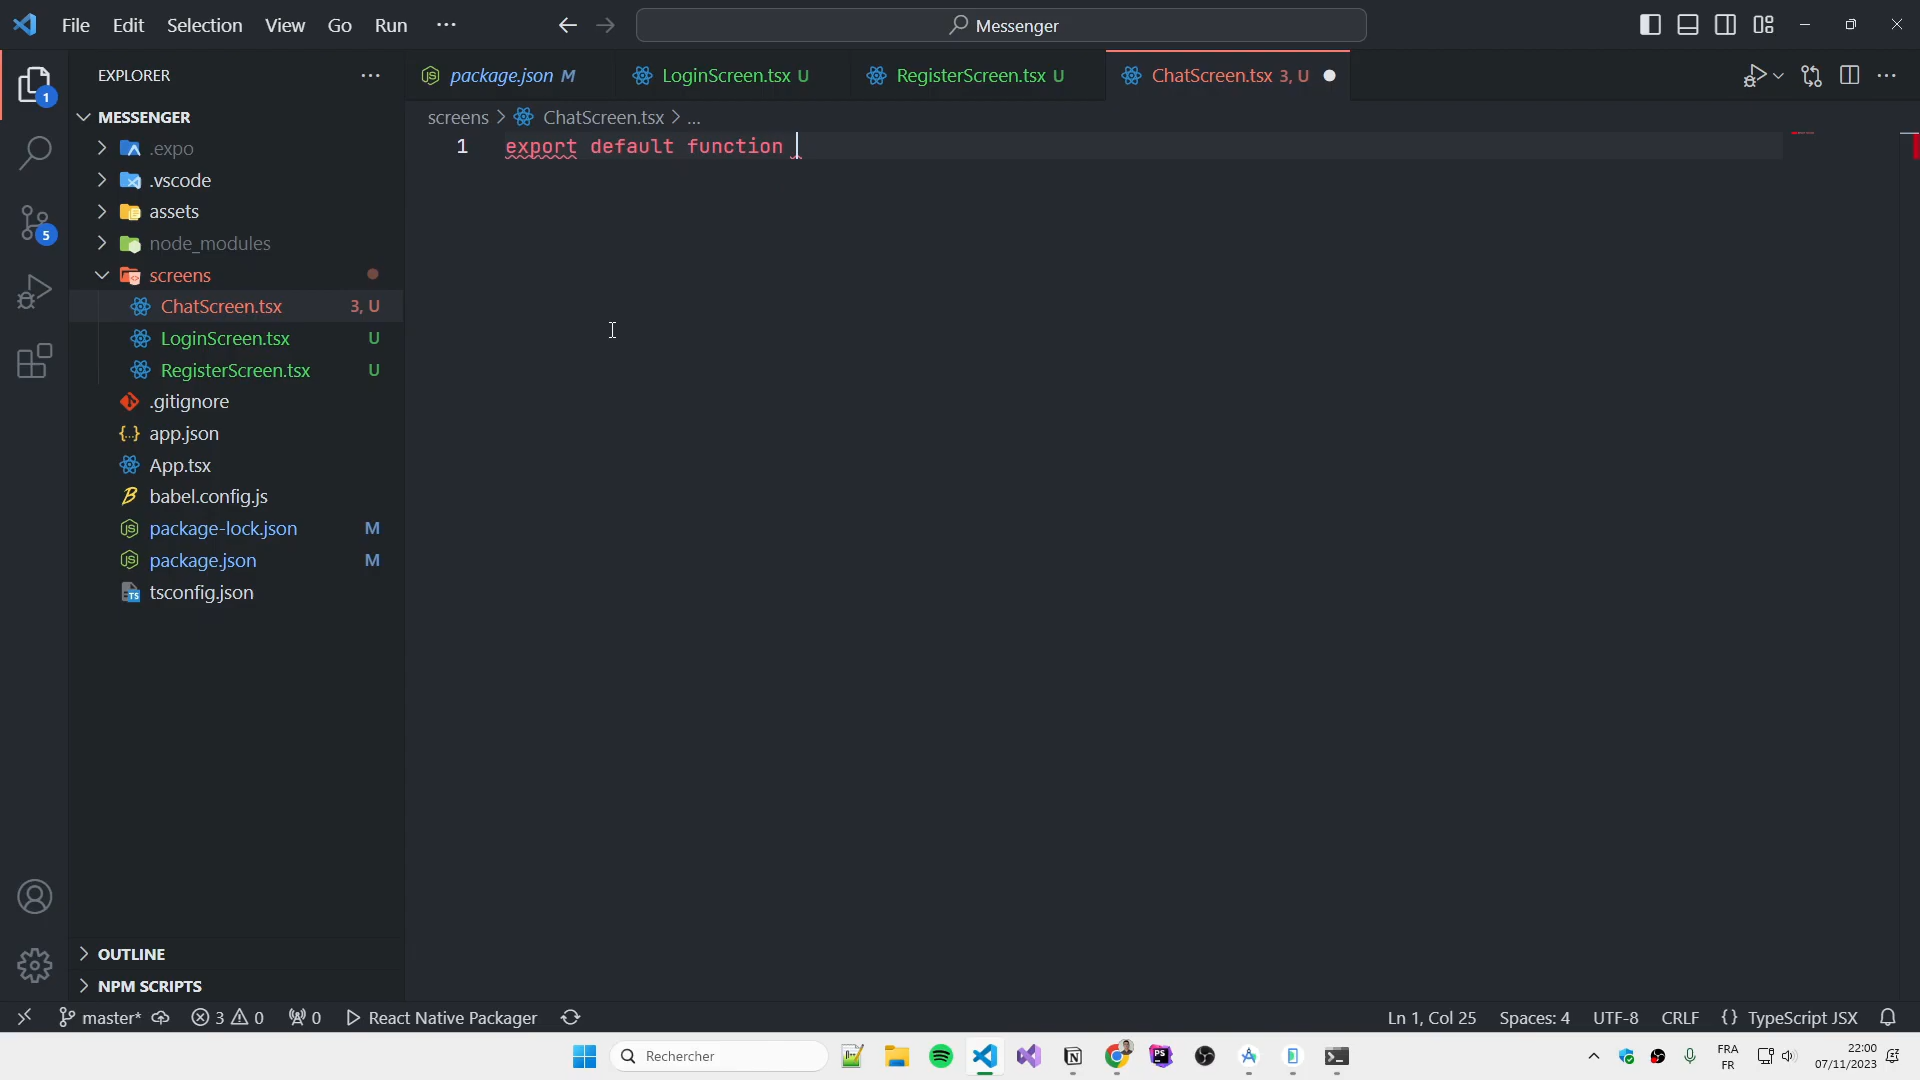 File Edit Selection View Go Run ···
Messenger
EXPLORER ···
MESSENGER
.expo
.vscode
assets
node_modules
screens
ChatScreen.tsx 3, U
LoginScreen.tsx U
RegisterScreen.tsx U
.gitignore
app.json
App.tsx
babel.config.js
package-lock.json M
package.json M
tsconfig.json
OUTLINE
NPM SCRIPTS
1
5
package.json M
LoginScreen.tsx U
RegisterScreen.tsx U
ChatScreen.tsx 3, U
screens > ChatScreen.tsx > ...
1 export default function
master* 3 0 0 React Native Packager
Ln 1, Col 25 Spaces: 4 UTF-8 CRLF {} TypeScript JSX
Rechercher
FRA
FR
22:00
07/11/2023